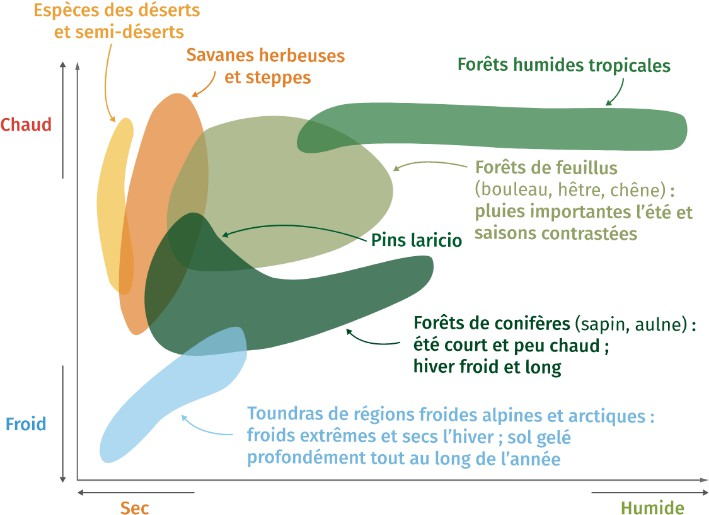 Espèces des déserts
et semi-déserts
Savanes herbeuses
et steppes
Forêts humides tropicales
Chaud
Forêts de feuillus
(bouleau, hêtre, chêne) :
pluies importantes l'été et
saisons contrastées
Pins laricio
Forêts de conifères (sapin, aulne) :
été court et peu chaud ;
hiver froid et long
Froid
Toundras de régions froides alpines et arctiques :
froids extrêmes et secs l'hiver ; sol gelé
profondément tout au long de l'année
Sec
Humide